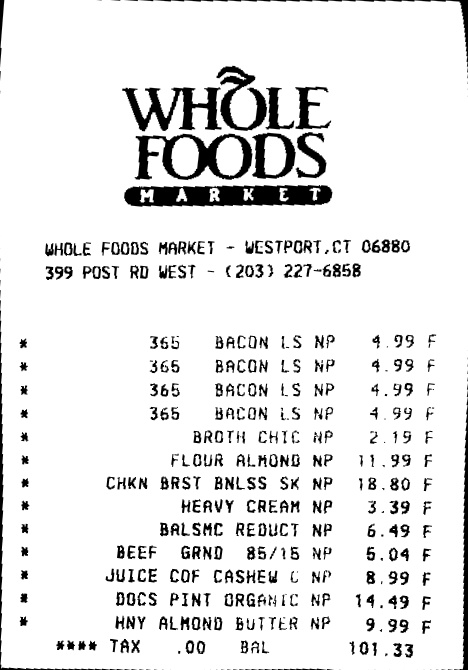 WHOLE
FOODS
MARKET
WHOLE FOODS MARKET - WESTPORT,CT 06880
399 POST RD WEST - (203) 227-6858
* 365 BACON LS NP 4.99 F
* 365 BACON LS NP 4.99 F
* 365 BACON LS NP 4.99 F
* 365 BACON LS NP 4.99 F
* BROTH CHIC NP 2.19 F
* FLOUR ALMOND NP 11.99 F
* CHKN BRST BNLSS SK NP 18.80 F
* HEAVY CREAM NP 3.39 F
* BALSMC REDUCT NP 6.49 F
* BEEF GRND 85/15 NP 5.04 F
* JUICE COF CASHEW C NP 8.99 F
* DOCS PINT ORGANIC NP 14.49 F
* HNY ALMOND BUTTER NP 9.99 F
**** TAX .00 BAL 101.33